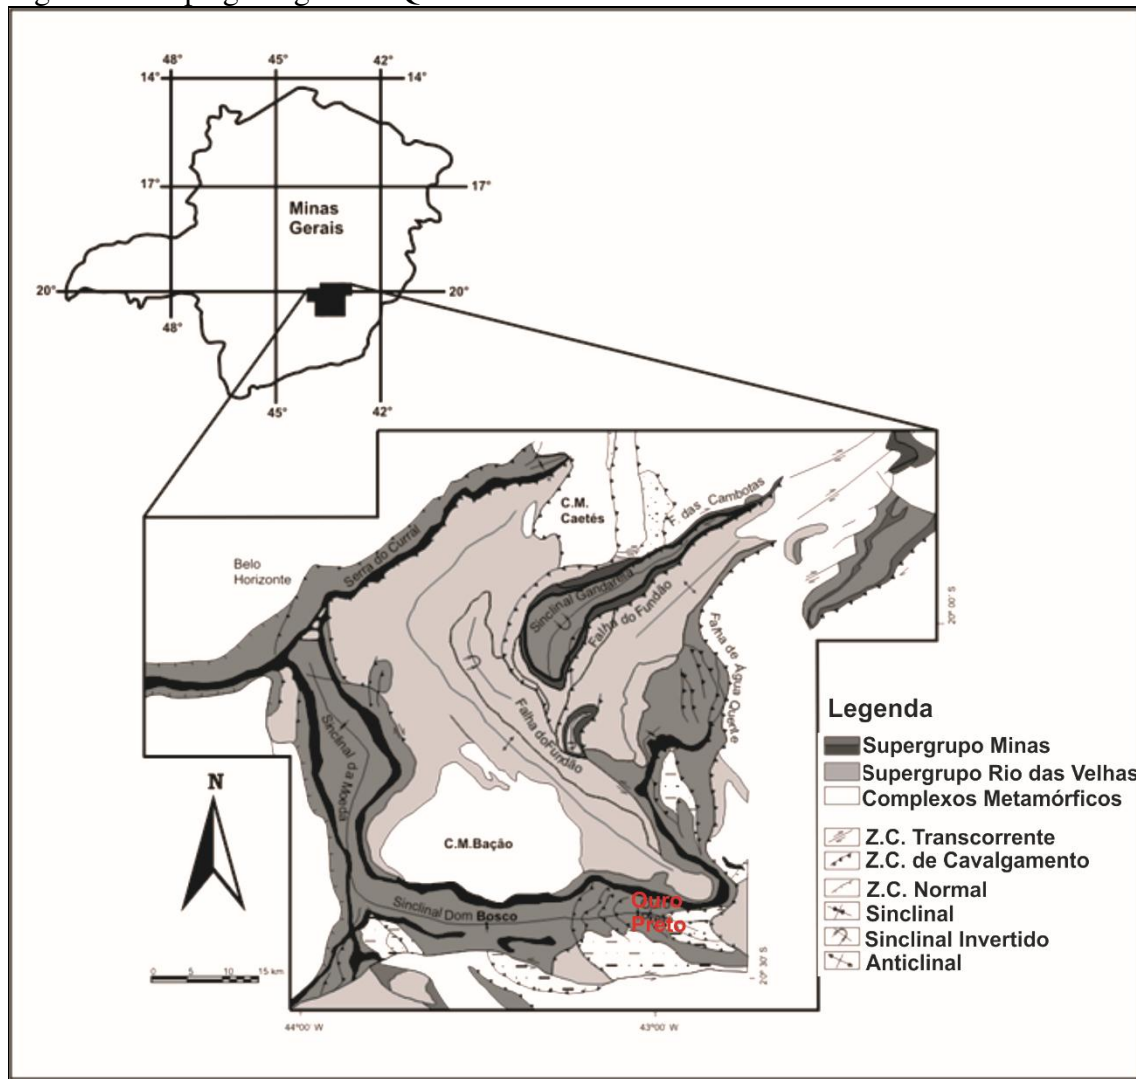 48°
45°
42°
14°
14°
17°
17°
Minas
Gerais
20°
20°
48°
45°
42°
C.M.
Caetés
F. das Cambotas
Belo
Horizonte
Serra do Curral
Sinclinal Gandarela
Falha do Fundão
Falha de Água Quente
20° 00' S
Sinclinal da Moeda
Falha do Fundão
C.M.Bação
Sinclinal Dom Bosco
Ouro
Preto
20° 30' S
N
0 5 10 15 km
44°00' W
43°00' W
Legenda
Supergrupo Minas
Supergrupo Rio das Velhas
Complexos Metamórficos
Z.C. Transcorrente
Z.C. de Cavalgamento
Z.C. Normal
Sinclinal
Sinclinal Invertido
Anticlinal